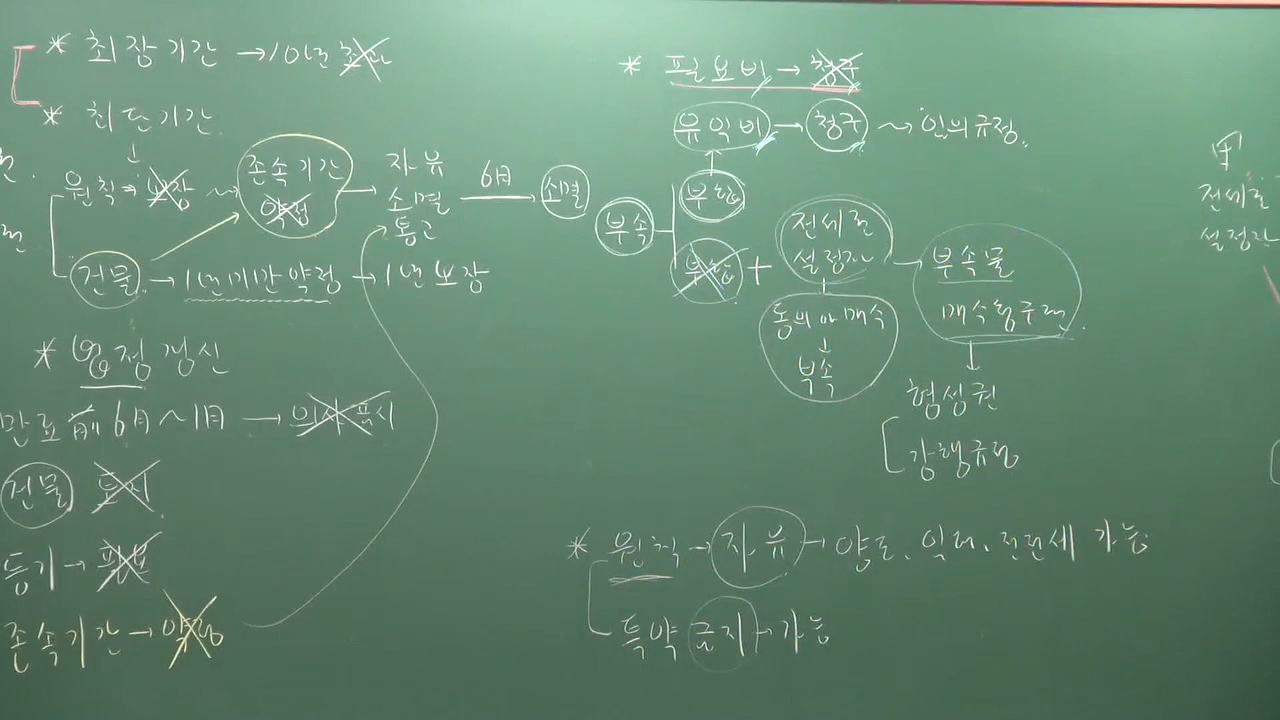 * 최장기간 → 10년 초과
* 최단기간
↓
원칙 → 보장 ⇝ 존속기간 약정 → 자유 소멸 통고 6月 → 소멸
건물 → 1년미만약정 → 1년보장
* 법정갱신
만료前 6月~1月 → 의사표시
건물 토지
등기 → 필요
존속기간 → 약정
* 필요비 → 청구
유익비 → 청구 ⇝ 임의규정.
부속
부합
부합 + 전세권 설정자 → 부속물 매수청구권.
동의 or 매수
↓
부속
↓
형성권
강행규정
* 원칙 → 자유 → 양도, 임대, 전전세 가능
특약 금지 → 가능
甲
전세권
설정자